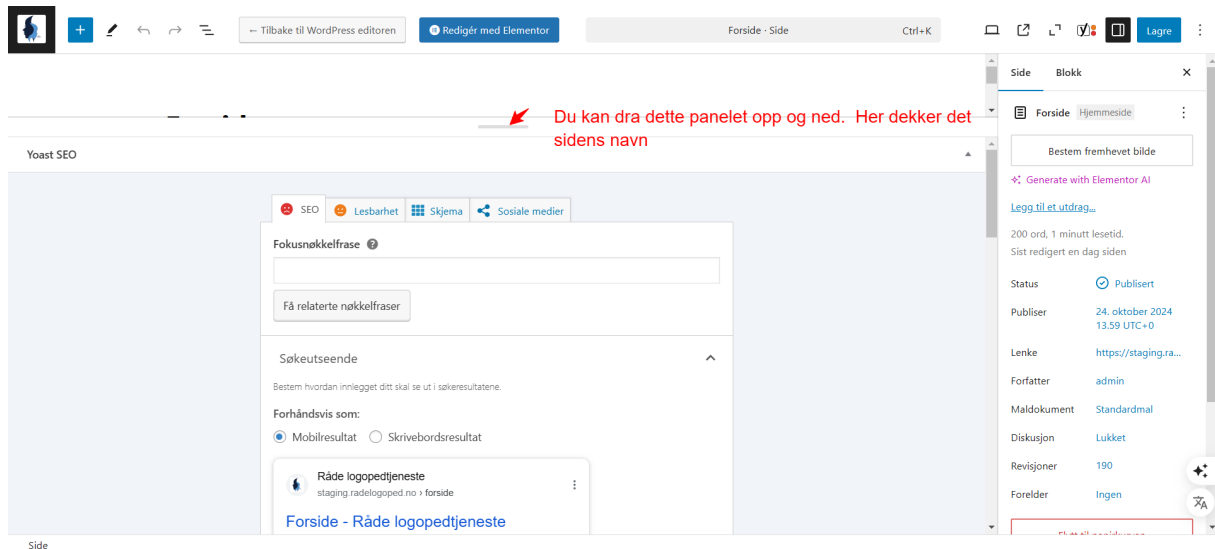 ← Tilbake til WordPress editoren
Redigér med Elementor
Forside · Side
Ctrl+K
Lagre
Du kan dra dette panelet opp og ned. Her dekker det
sidens navn
Yoast SEO
SEO
Lesbarhet
Skjema
Sosiale medier
Fokusnøkkelfrase
Få relaterte nøkkelfraser
Søkeutseende
Bestem hvordan innlegget ditt skal se ut i søkeresultatene.
Forhåndsvis som:
Mobilresultat
Skrivebordsresultat
Råde logopedtjeneste
staging.radelogoped.no › forside
Forside - Råde logopedtjeneste
Side
Blokk
Forside
Hjemmeside
Bestem fremhevet bilde
Generate with Elementor AI
Legg til et utdrag...
200 ord, 1 minutt lesetid.
Sist redigert en dag siden
Status
Publisert
Publiser
24. oktober 2024
13.59 UTC+0
Lenke
https://staging.ra...
Forfatter
admin
Maldokument
Standardmal
Diskusjon
Lukket
Revisjoner
190
Forelder
Ingen
Side